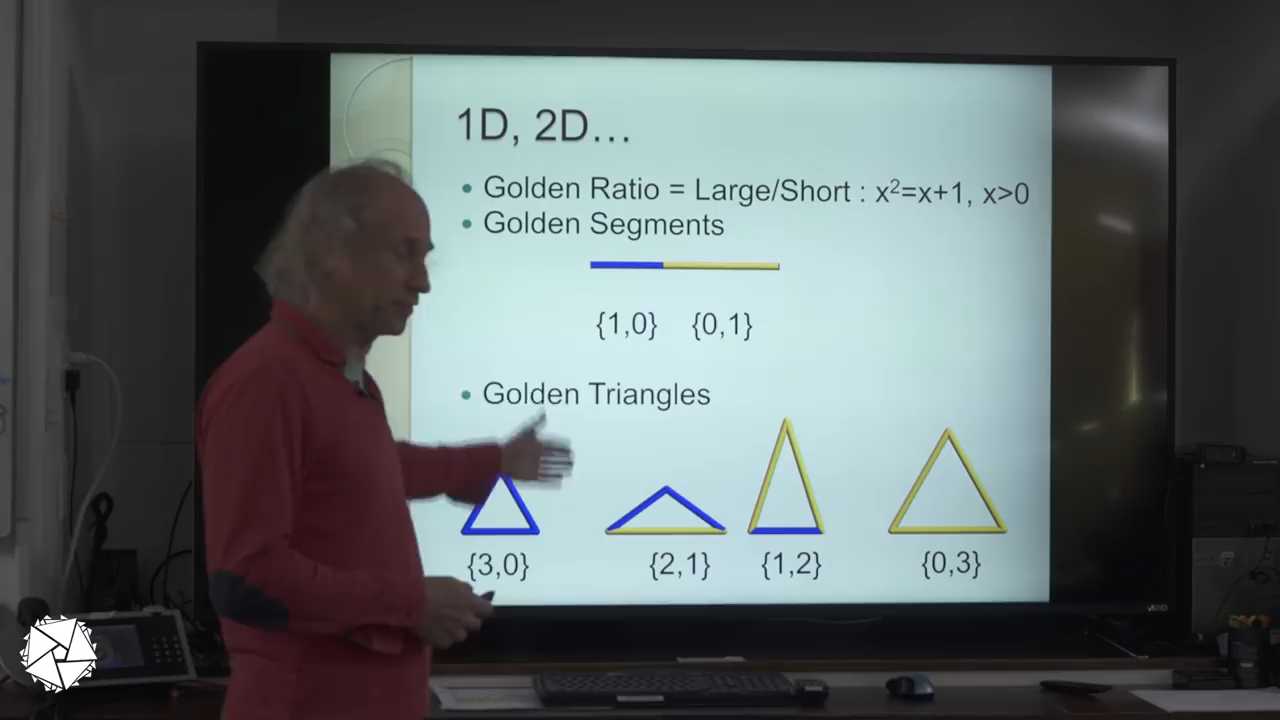 1D, 2D…
• Golden Ratio = Large/Short : x²=x+1, x>0
• Golden Segments
{1,0} {0,1}
• Golden Triangles
{3,0} {2,1} {1,2} {0,3}